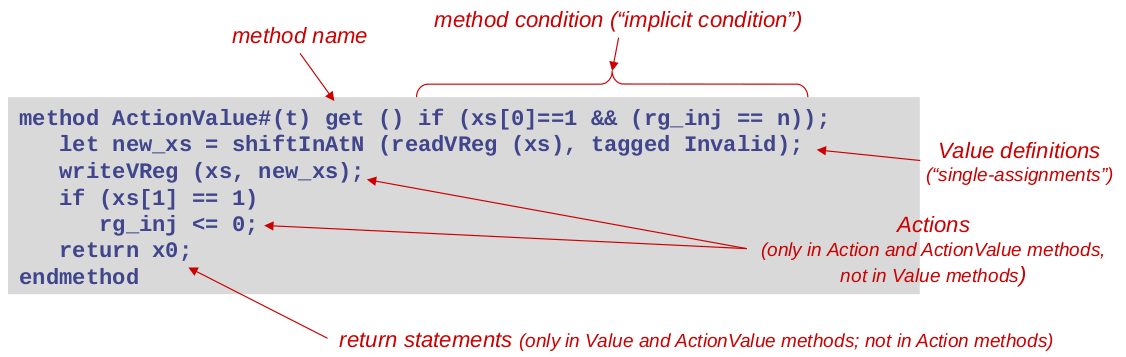 method condition (“implicit condition”)
method name
method ActionValue#(t) get () if (xs[0]==1 && (rg_inj == n));
let new_xs = shiftInAtN (readVReg (xs), tagged Invalid);
writeVReg (xs, new_xs);
if (xs[1] == 1)
rg_inj <= 0;
return x0;
endmethod
Value definitions
(“single-assignments”)
Actions
(only in Action and ActionValue methods,
not in Value methods)
return statements (only in Value and ActionValue methods; not in Action methods)